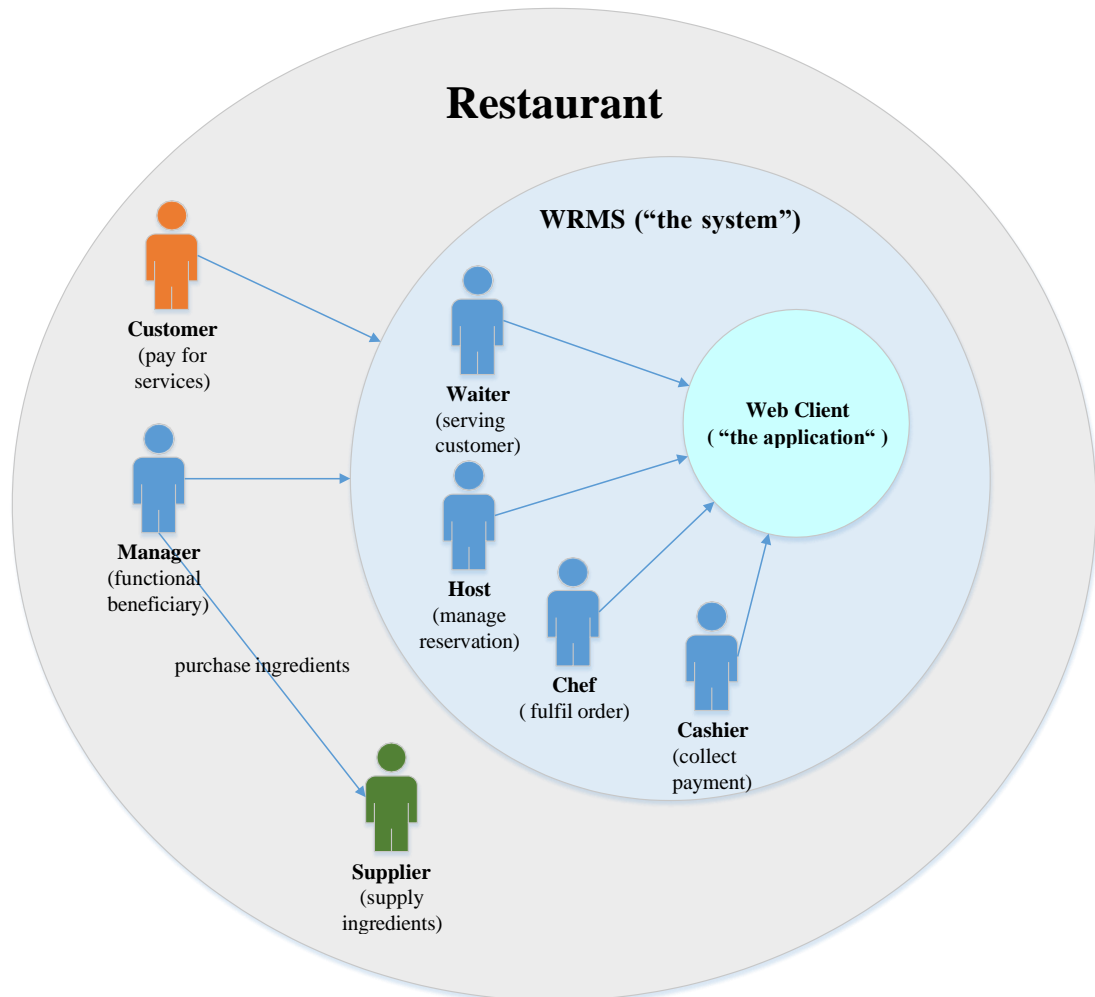 Restaurant
WRMS (“the system”)
Customer
(pay for
services)
Waiter
(serving
customer)
Web Client
( “the application“ )
Manager
(functional
beneficiary)
Host
(manage
reservation)
purchase ingredients
Chef
( fulfil order)
Cashier
(collect
payment)
Supplier
(supply
ingredients)